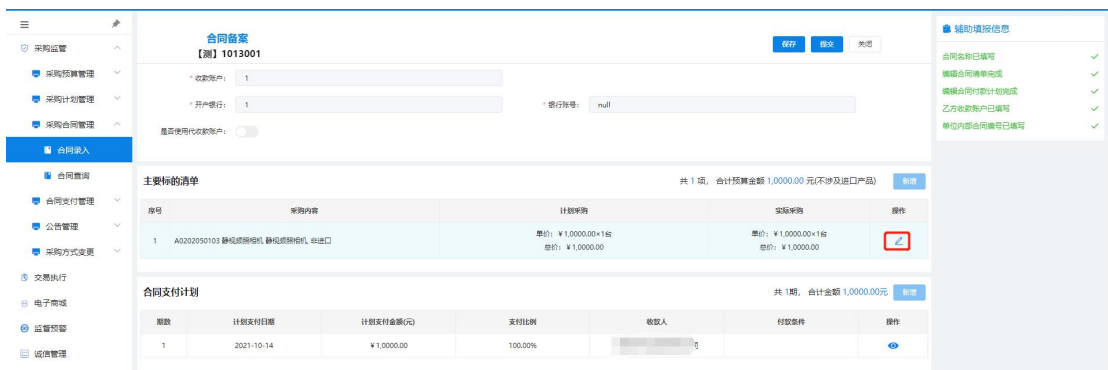 采购监管
采购预算管理
采购计划管理
采购合同管理
合同录入
合同查询
合同支付管理
公告管理
采购方式变更
交易执行
电子商城
监督预警
诚信管理
合同备案
【测】1013001
保存 提交 关闭
* 收款账户： 1
* 开户银行： 1 * 银行账号： null
是否使用代收款账户：
主要标的清单 共 1 项, 合计预算金额 1,0000.00 元(不涉及进口产品) 新增
序号 采购内容 计划采购 实际采购 操作
1 A0202050103 静视频照相机 静视频照相机, 非进口 单价: ¥1,0000.00×1台 单价: ¥1,0000.00×1台
总价: ¥1,0000.00 总价: ¥1,0000.00
合同支付计划 共 1期, 合计金额 1,0000.00元 新增
期数 计划支付日期 计划支付金额(元) 支付比例 收款人 付款条件 操作
1 2021-10-14 ¥1,0000.00 100.00%
辅助填报信息
合同名称已填写
编辑合同清单完成
编辑合同付款计划完成
乙方收款账户已填写
单位内部合同编号已填写